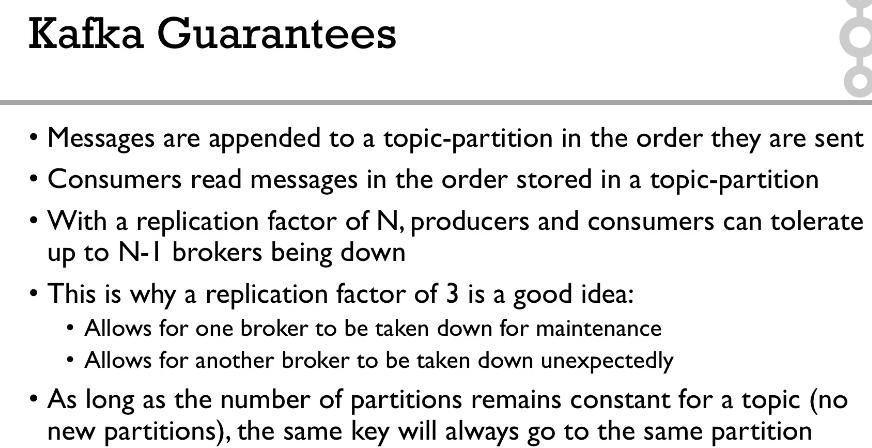 Kafka Guarantees
• Messages are appended to a topic-partition in the order they are sent
• Consumers read messages in the order stored in a topic-partition
• With a replication factor of N, producers and consumers can tolerate
up to N-1 brokers being down
• This is why a replication factor of 3 is a good idea:
• Allows for one broker to be taken down for maintenance
• Allows for another broker to be taken down unexpectedly
• As long as the number of partitions remains constant for a topic (no
new partitions), the same key will always go to the same partition